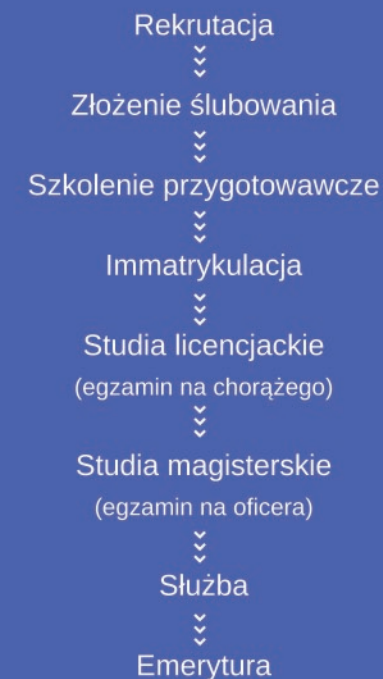 Rekrutacja
Złożenie ślubowania
Szkolenie przygotowawcze
Immatrykulacja
Studia licencjackie
(egzamin na chorążego)
Studia magisterskie
(egzamin na oficera)
Służba
Emerytura